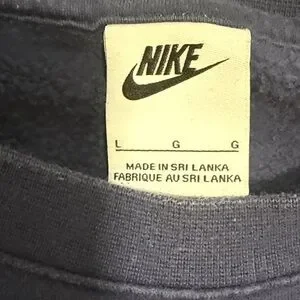 NIKE
L G G
MADE IN SRI LANKA
FABRIQUE AU SRI LANKA